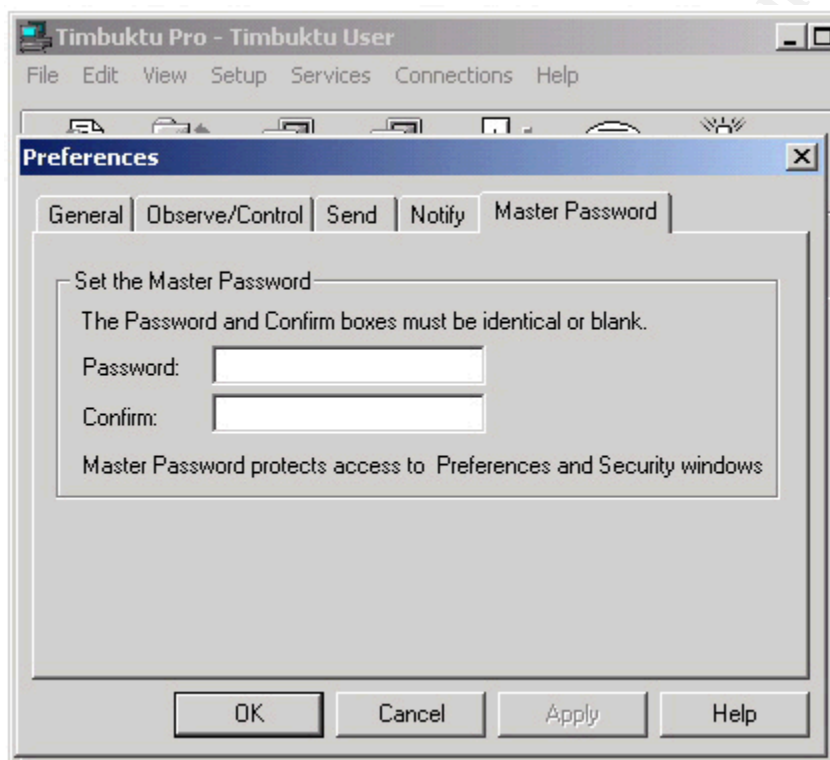 Timbuktu Pro - Timbuktu User
File Edit View Setup Services Connections Help
Preferences
General Observe/Control Send Notify Master Password
Set the Master Password
The Password and Confirm boxes must be identical or blank.
Password:
Confirm:
Master Password protects access to Preferences and Security windows
OK Cancel Apply Help